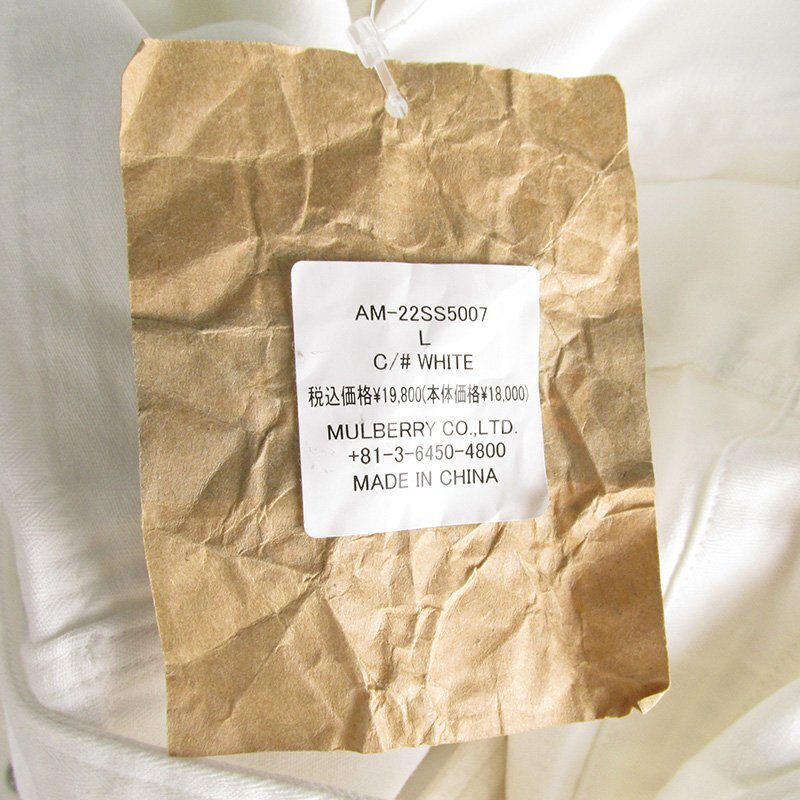 AM-22SS5007
L
C/# WHITE
税込価格¥19,800(本体価格¥18,000)
MULBERRY CO.,LTD.
+81-3-6450-4800
MADE IN CHINA